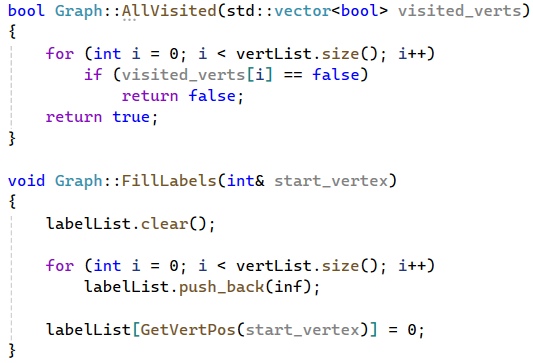 bool Graph::AllVisited(std::vector<bool> visited_verts)
{
    for (int i = 0; i < vertList.size(); i++)
        if (visited_verts[i] == false)
            return false;
    return true;
}

void Graph::FillLabels(int& start_vertex)
{
    labelList.clear();

    for (int i = 0; i < vertList.size(); i++)
        labelList.push_back(inf);

    labelList[GetVertPos(start_vertex)] = 0;
}